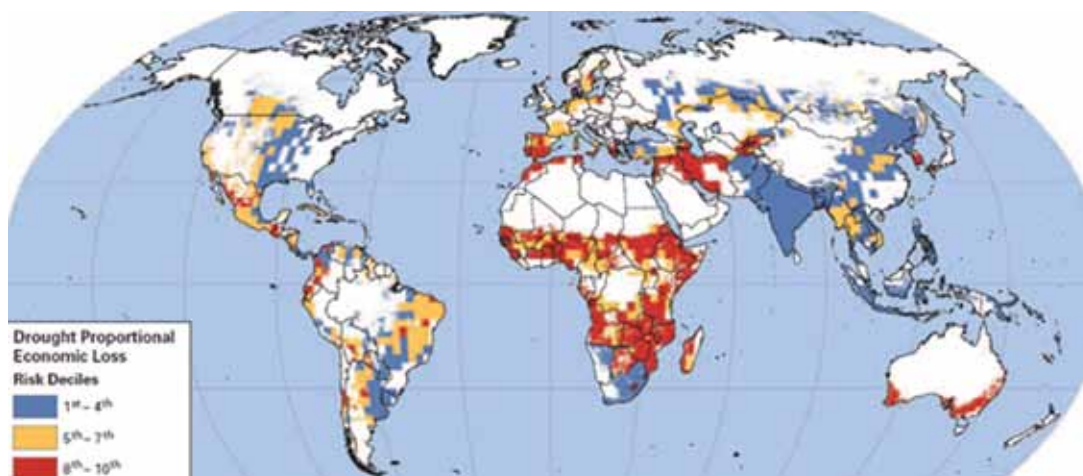 Drought Proportional
Economic Loss
Risk Deciles
1st – 4th
5th – 7th
8th – 10th